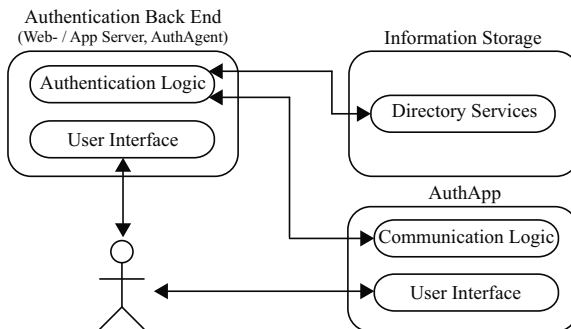 Authentication Back End
(Web- / App Server, AuthAgent)
Authentication Logic
User Interface
Information Storage
Directory Services
AuthApp
Communication Logic
User Interface